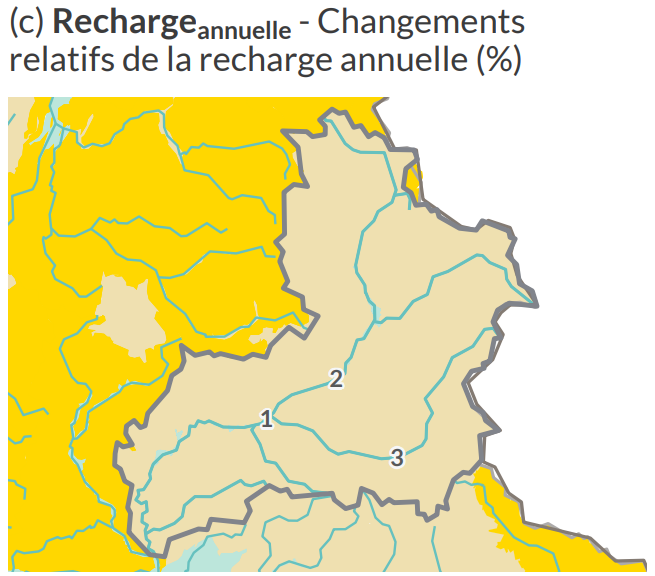 (c) Recharge annuelle - Changements
relatifs de la recharge annuelle (%)
2
1
3